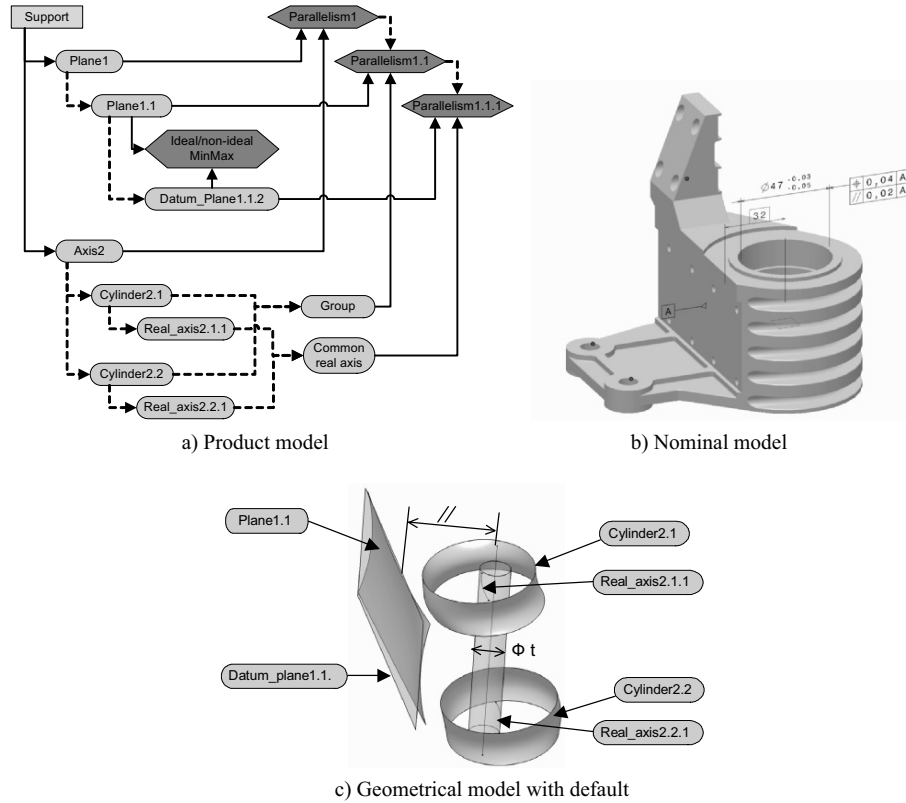 Support
Parallelism1
Plane1
Parallelism1.1
Plane1.1
Parallelism1.1.1
Ideal/non-ideal
MinMax
Datum_Plane1.1.2
Axis2
Cylinder2.1
Group
Real_axis2.1.1
Common
real axis
Cylinder2.2
Real_axis2.2.1
a) Product model
Ø47 -0.03
-0.05
⌖ 0,04 A
// 0,02 A
32
A
b) Nominal model
Plane1.1
//
Cylinder2.1
Real_axis2.1.1
Φ t
Datum_plane1.1.
Cylinder2.2
Real_axis2.2.1
c) Geometrical model with default